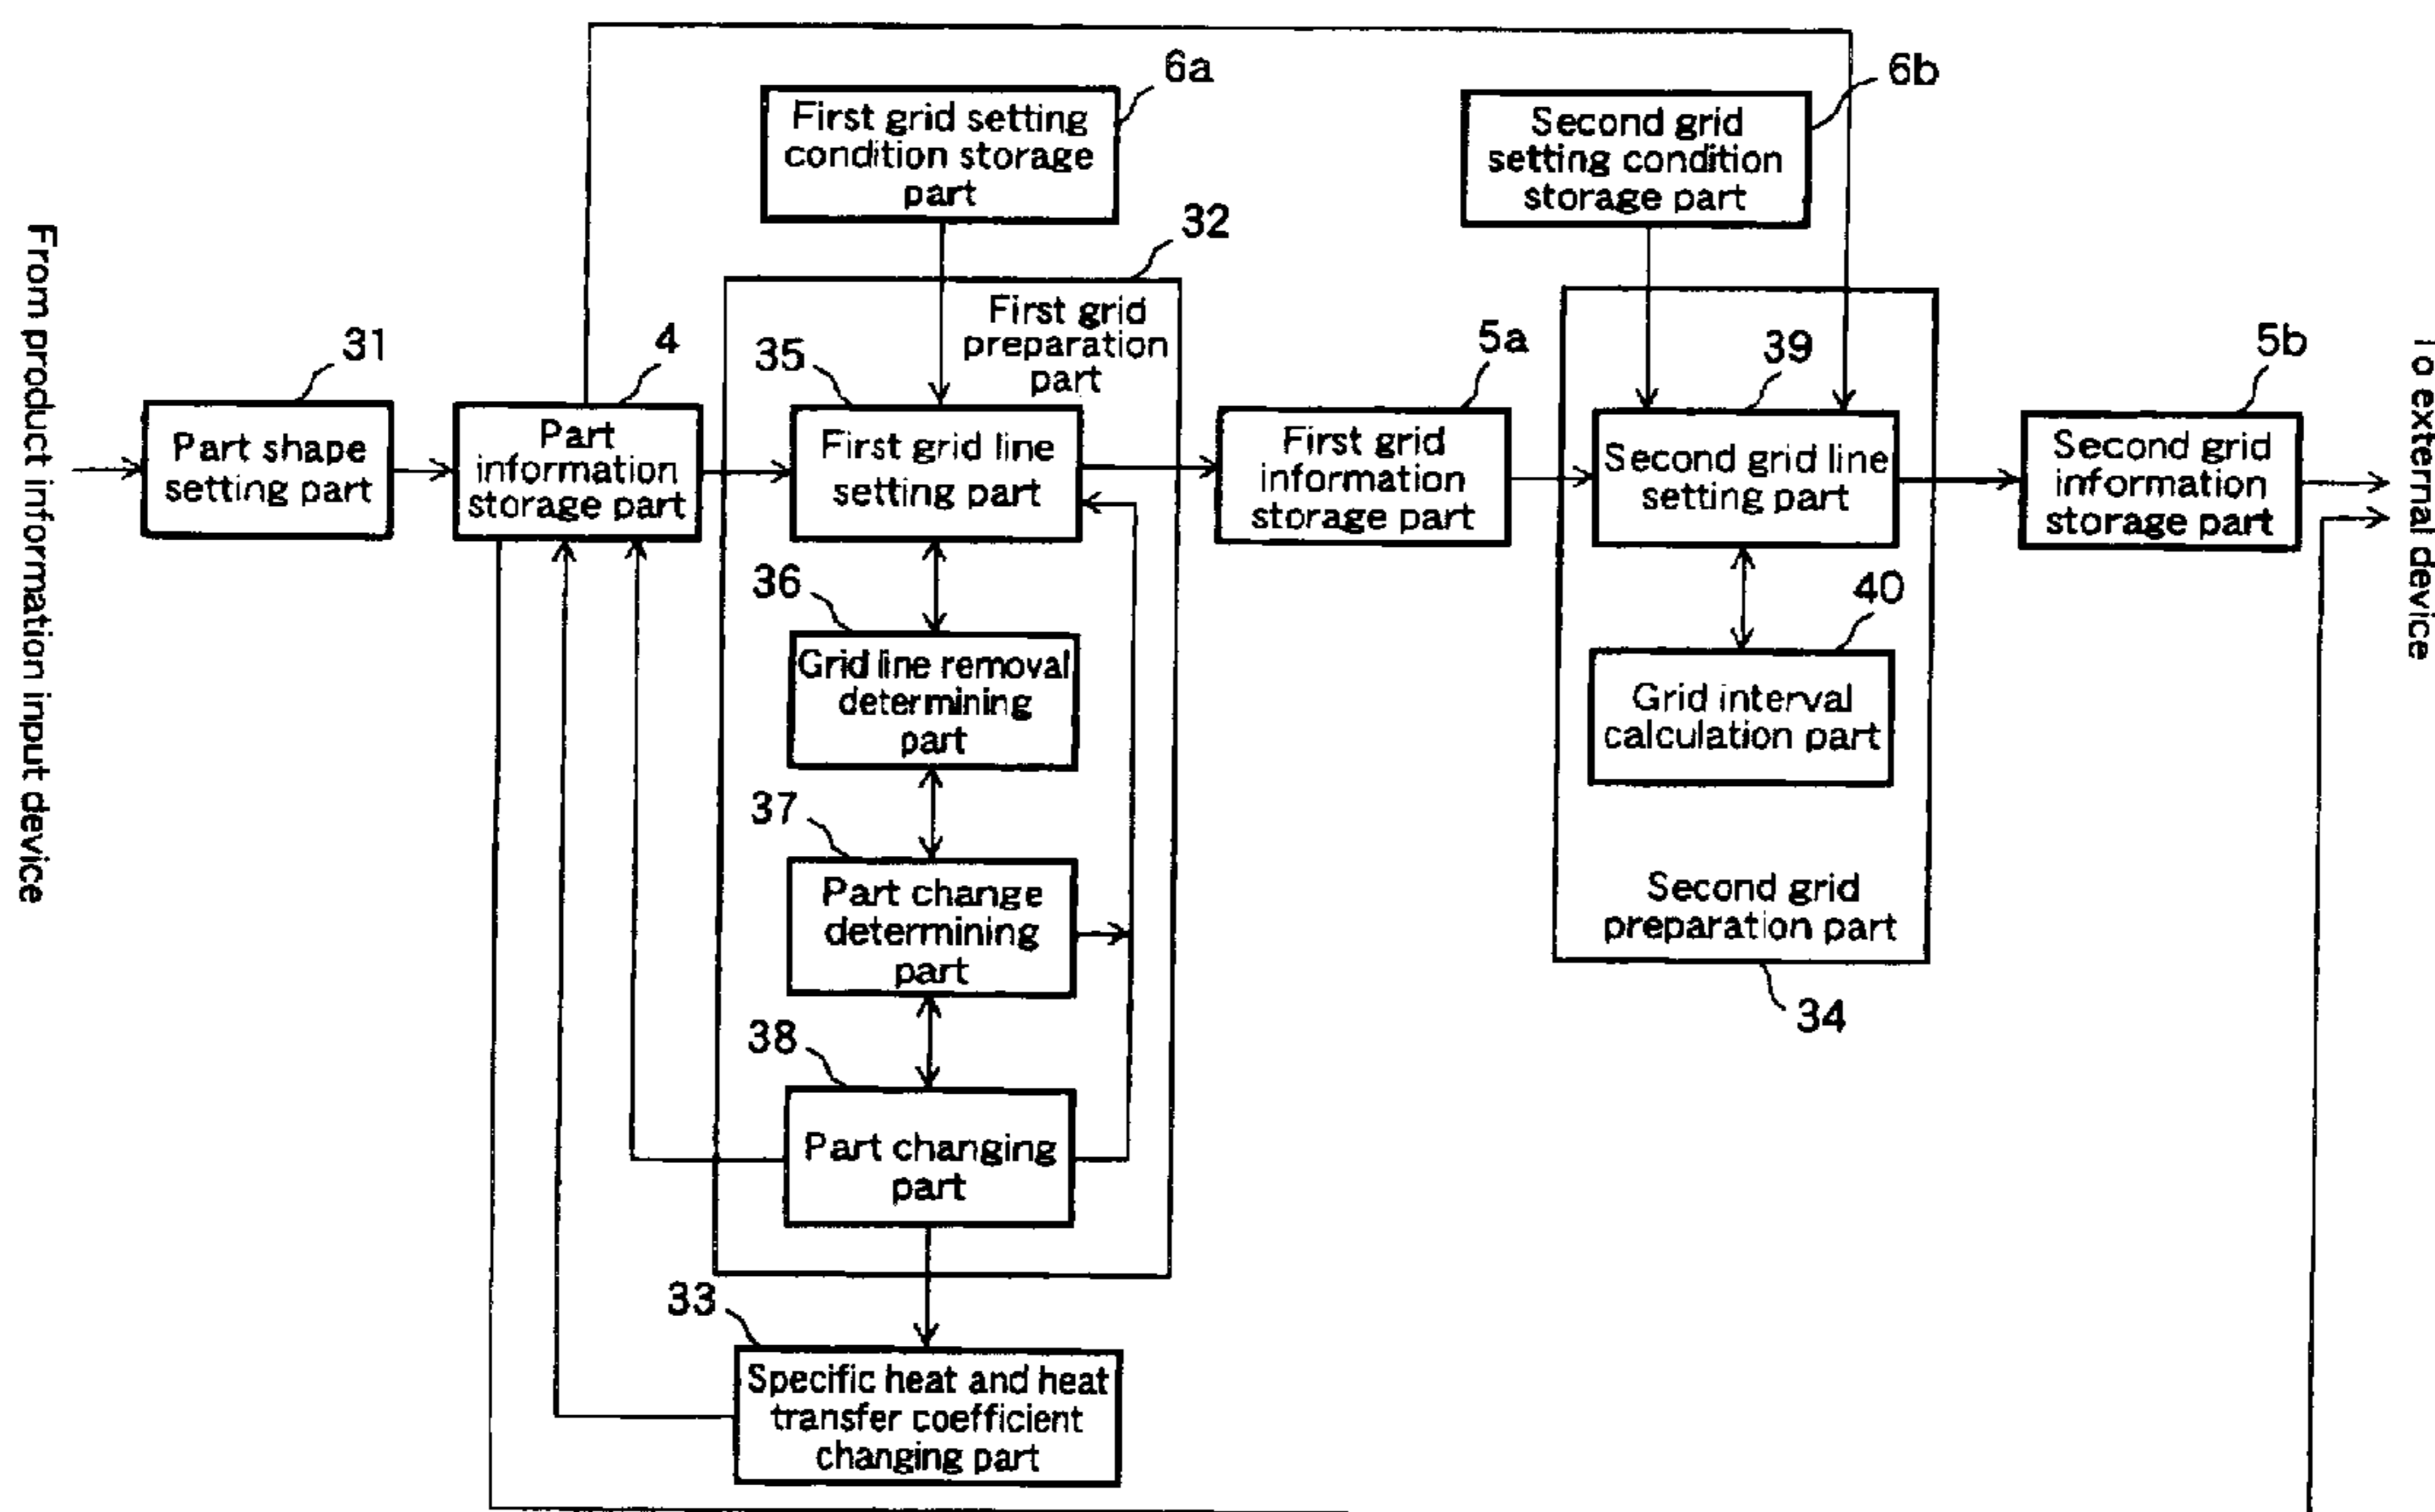 6a
First grid setting
condition storage
part
6b
Second grid
setting condition
storage part
32
First grid
preparation
part
From product information input device
31
Part shape
setting part
4
Part
information
storage part
35
First grid line
setting part
5a
First grid
information
storage part
39
Second grid line
setting part
5b
Second grid
information
storage part
To external device
36
Grid line removal
determining
part
40
Grid interval
calculation part
37
Part change
determining
part
Second grid
preparation part
34
38
Part changing
part
33
Specific heat and heat
transfer coefficient
changing part